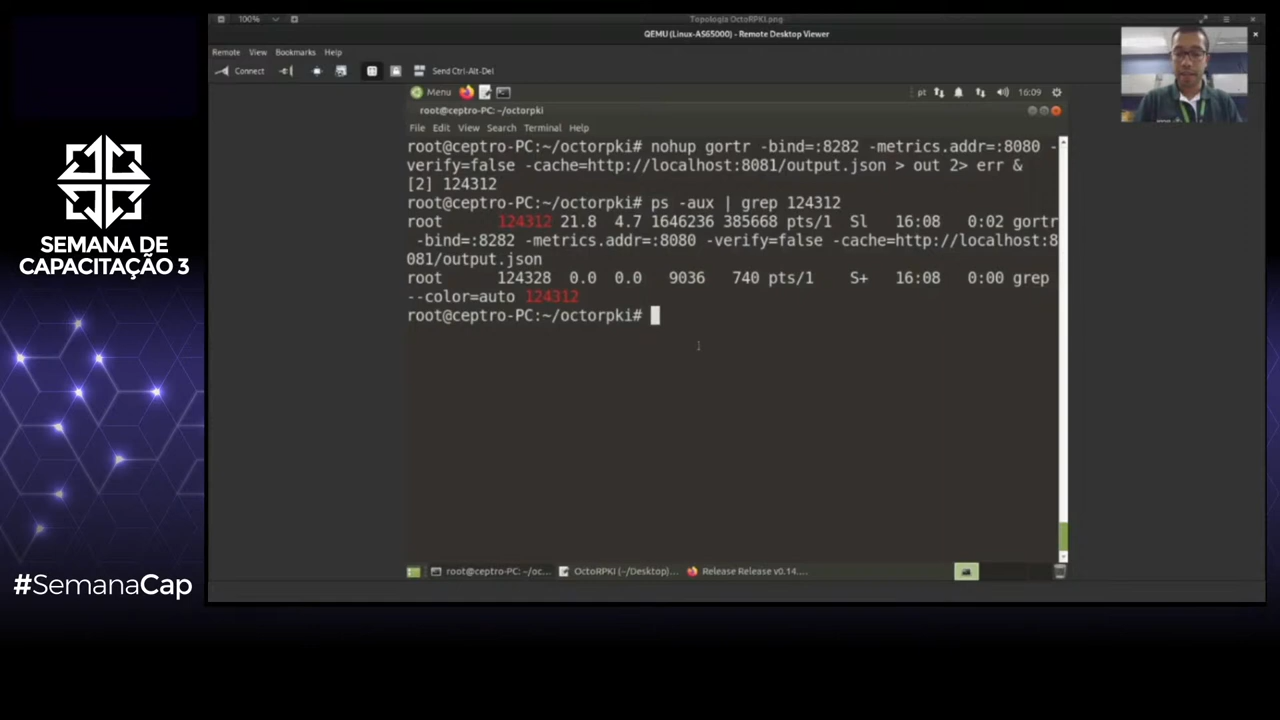 100%
Topologia OctoRPKI.png
QEMU (Linux-AS65000) - Remote Desktop Viewer
Remote View Bookmarks Help
Connect
Send Ctrl-Alt-Del
Menu
pt
16:09
root@ceptro-PC: ~/octorpki
File Edit View Search Terminal Help
root@ceptro-PC:~/octorpki# nohup gortr -bind=:8282 -metrics.addr=:8080 -
verify=false -cache=http://localhost:8081/output.json > out 2> err &
[2] 124312
root@ceptro-PC:~/octorpki# ps -aux | grep 124312
root 124312 21.8 4.7 1646236 385668 pts/1 Sl 16:08 0:02 gortr
-bind=:8282 -metrics.addr=:8080 -verify=false -cache=http://localhost:8
081/output.json
root 124328 0.0 0.0 9036 740 pts/1 S+ 16:08 0:00 grep
--color=auto 124312
root@ceptro-PC:~/octorpki#
root@ceptro-PC: ~/oc...
OctoRPKI (~/Desktop)...
Release Release v0.14....
SEMANA DE
CAPACITAÇÃO 3
#SemanaCap